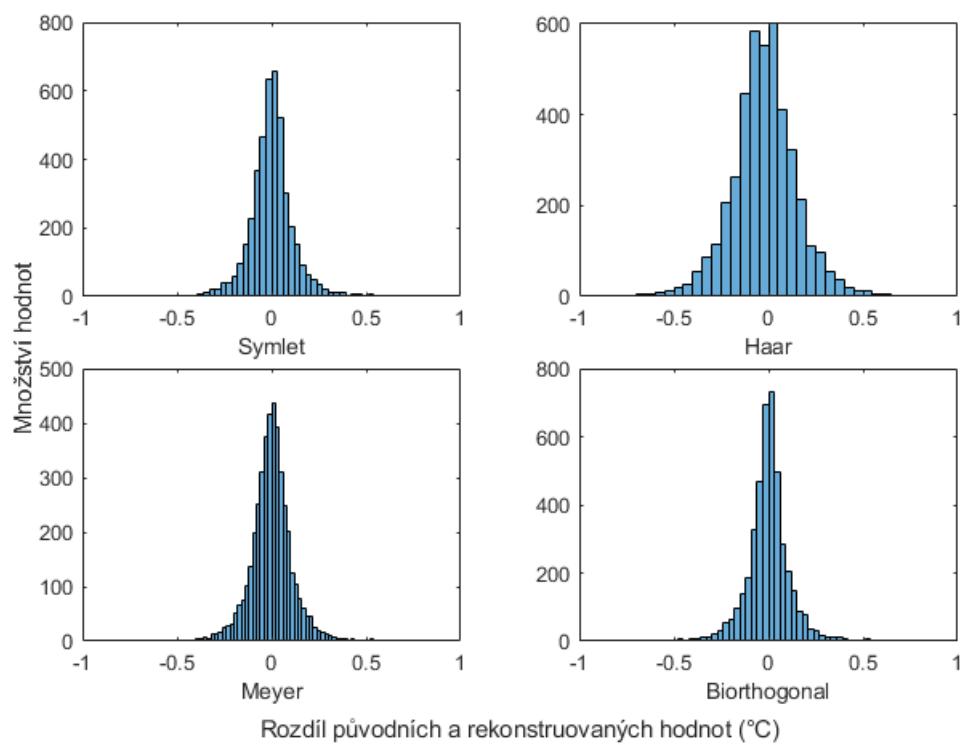 800
600
400
200
0
-1 -0.5 0 0.5 1
Symlet
600
400
200
0
-1 -0.5 0 0.5 1
Haar
Množství hodnot
500
400
300
200
100
0
-1 -0.5 0 0.5 1
Meyer
800
600
400
200
0
-1 -0.5 0 0.5 1
Biorthogonal
Rozdíl původních a rekonstruovaných hodnot (°C)